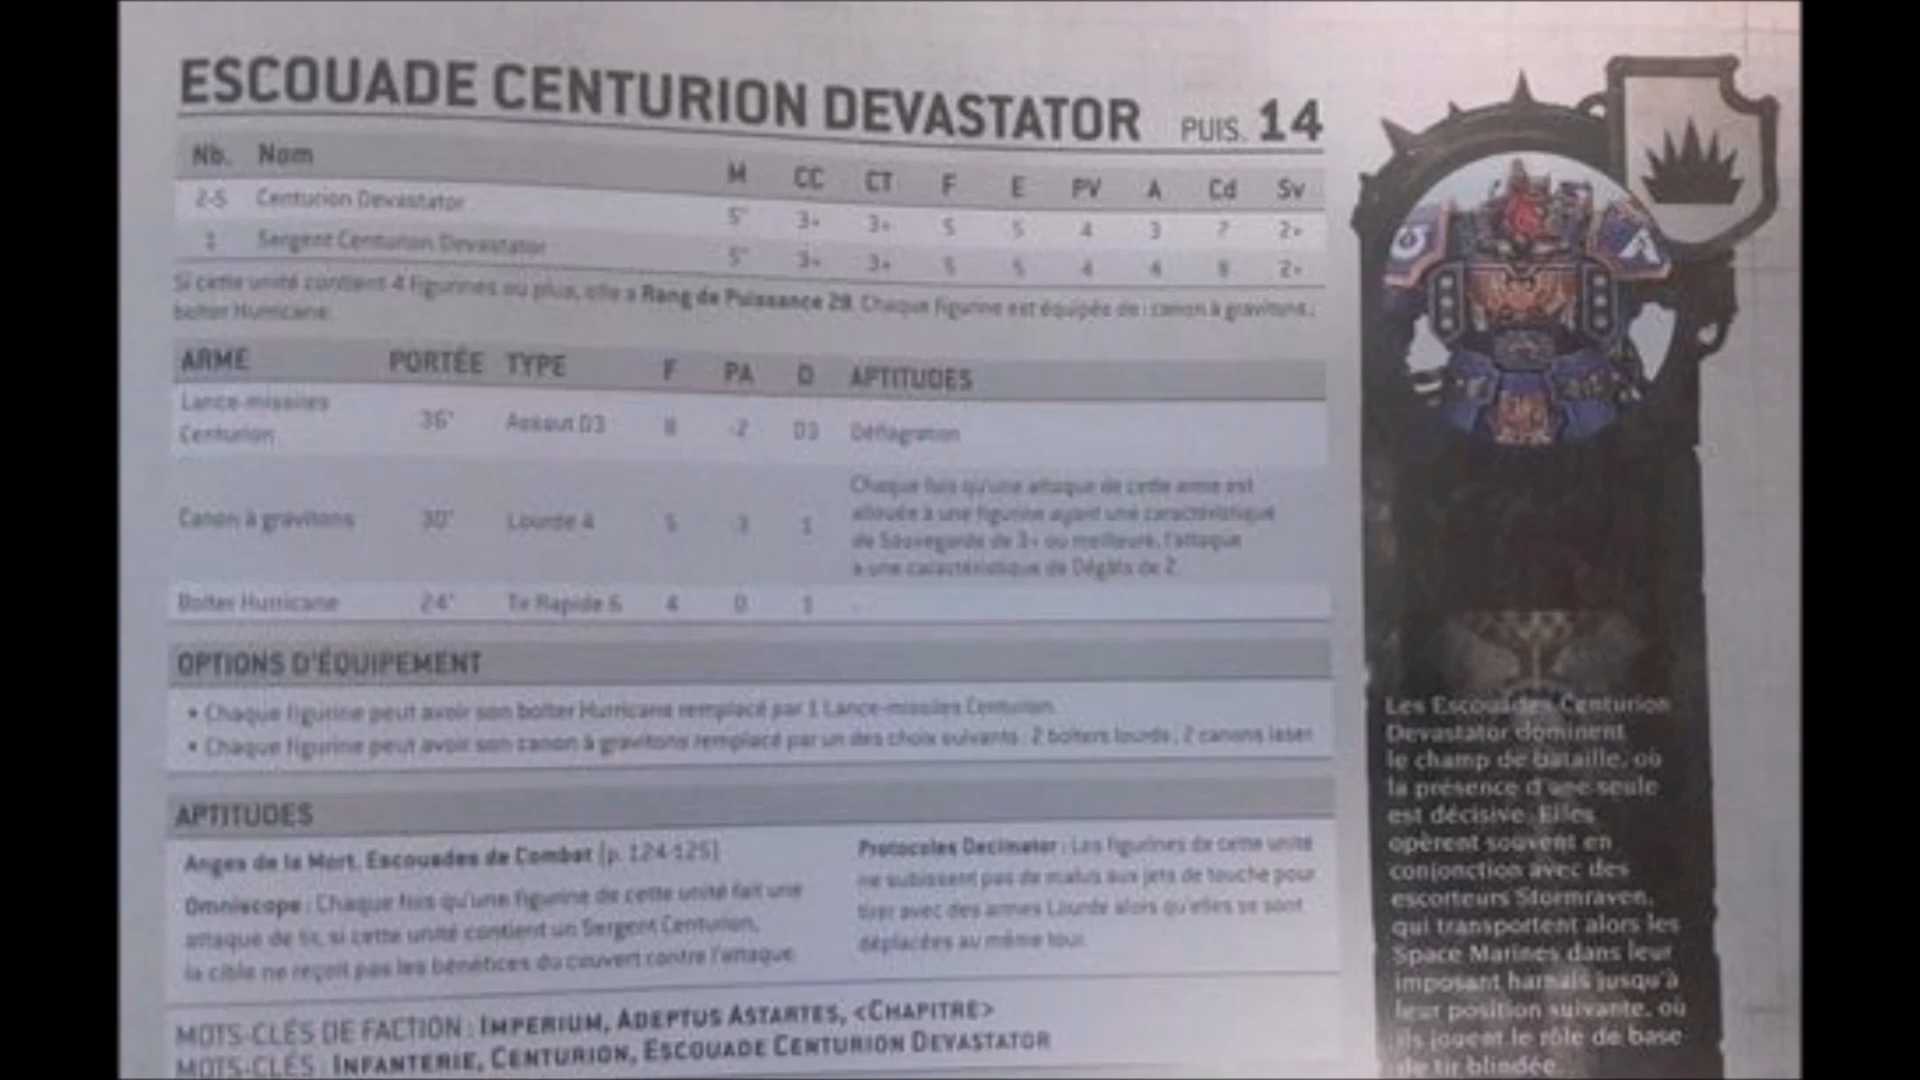 ESCOUADE CENTURION DEVASTATOR PUIS. 14
Nb. Nom M CC CT F E PV A Cd Sv
2-5 Centurion Devastator 5" 3+ 3+ 5 5 4 3 7 2+
1 Sergent Centurion Devastator 5" 3+ 3+ 5 5 4 4 8 2+
Si cette unité contient 4 figurines ou plus, elle a Rang de Puissance 28. Chaque figurine est équipée de : canon à gravitons ;
bolter Hurricane.
ARME PORTÉE TYPE F PA D APTITUDES
Lance-missiles
Centurion 36" Assaut D3 8 -2 D3 Déflagration
Canon à gravitons 30" Lourde 4 5 -3 1 Chaque fois qu'une attaque de cette arme est
allouée à une figurine ayant une caractéristique
de Sauvegarde de 3+ ou meilleure, l'attaque
a une caractéristique de Dégâts de 2.
Bolter Hurricane 24" Tir Rapide 6 4 0 1 -
OPTIONS D'ÉQUIPEMENT
• Chaque figurine peut avoir son bolter Hurricane remplacé par 1 Lance-missiles Centurion.
• Chaque figurine peut avoir son canon à gravitons remplacé par un des choix suivants : 2 bolters lourds ; 2 canons laser.
APTITUDES
Anges de la Mort, Escouades de Combat (p. 124-125)
Omniscope : Chaque fois qu'une figurine de cette unité fait une
attaque de tir, si cette unité contient un Sergent Centurion,
la cible ne reçoit pas les bénéfices du couvert contre l'attaque.
Protocoles Decimator : Les figurines de cette unité
ne subissent pas de malus aux jets de touche pour
tirer avec des armes Lourde alors qu'elles se sont
déplacées au même tour.
MOTS-CLÉS DE FACTION : IMPERIUM, ADEPTUS ASTARTES, <CHAPITRE>
MOTS-CLÉS : INFANTERIE, CENTURION, ESCOUADE CENTURION DEVASTATOR
Les Escouades Centurion
Devastator dominent
le champ de bataille, où
la présence d'une seule
est décisive. Elles
opèrent souvent en
conjonction avec des
escorteurs Stormraven,
qui transportent alors les
Space Marines dans leur
imposant harnais jusqu'à
leur position suivante, où
ils jouent le rôle de base
de tir blindée.